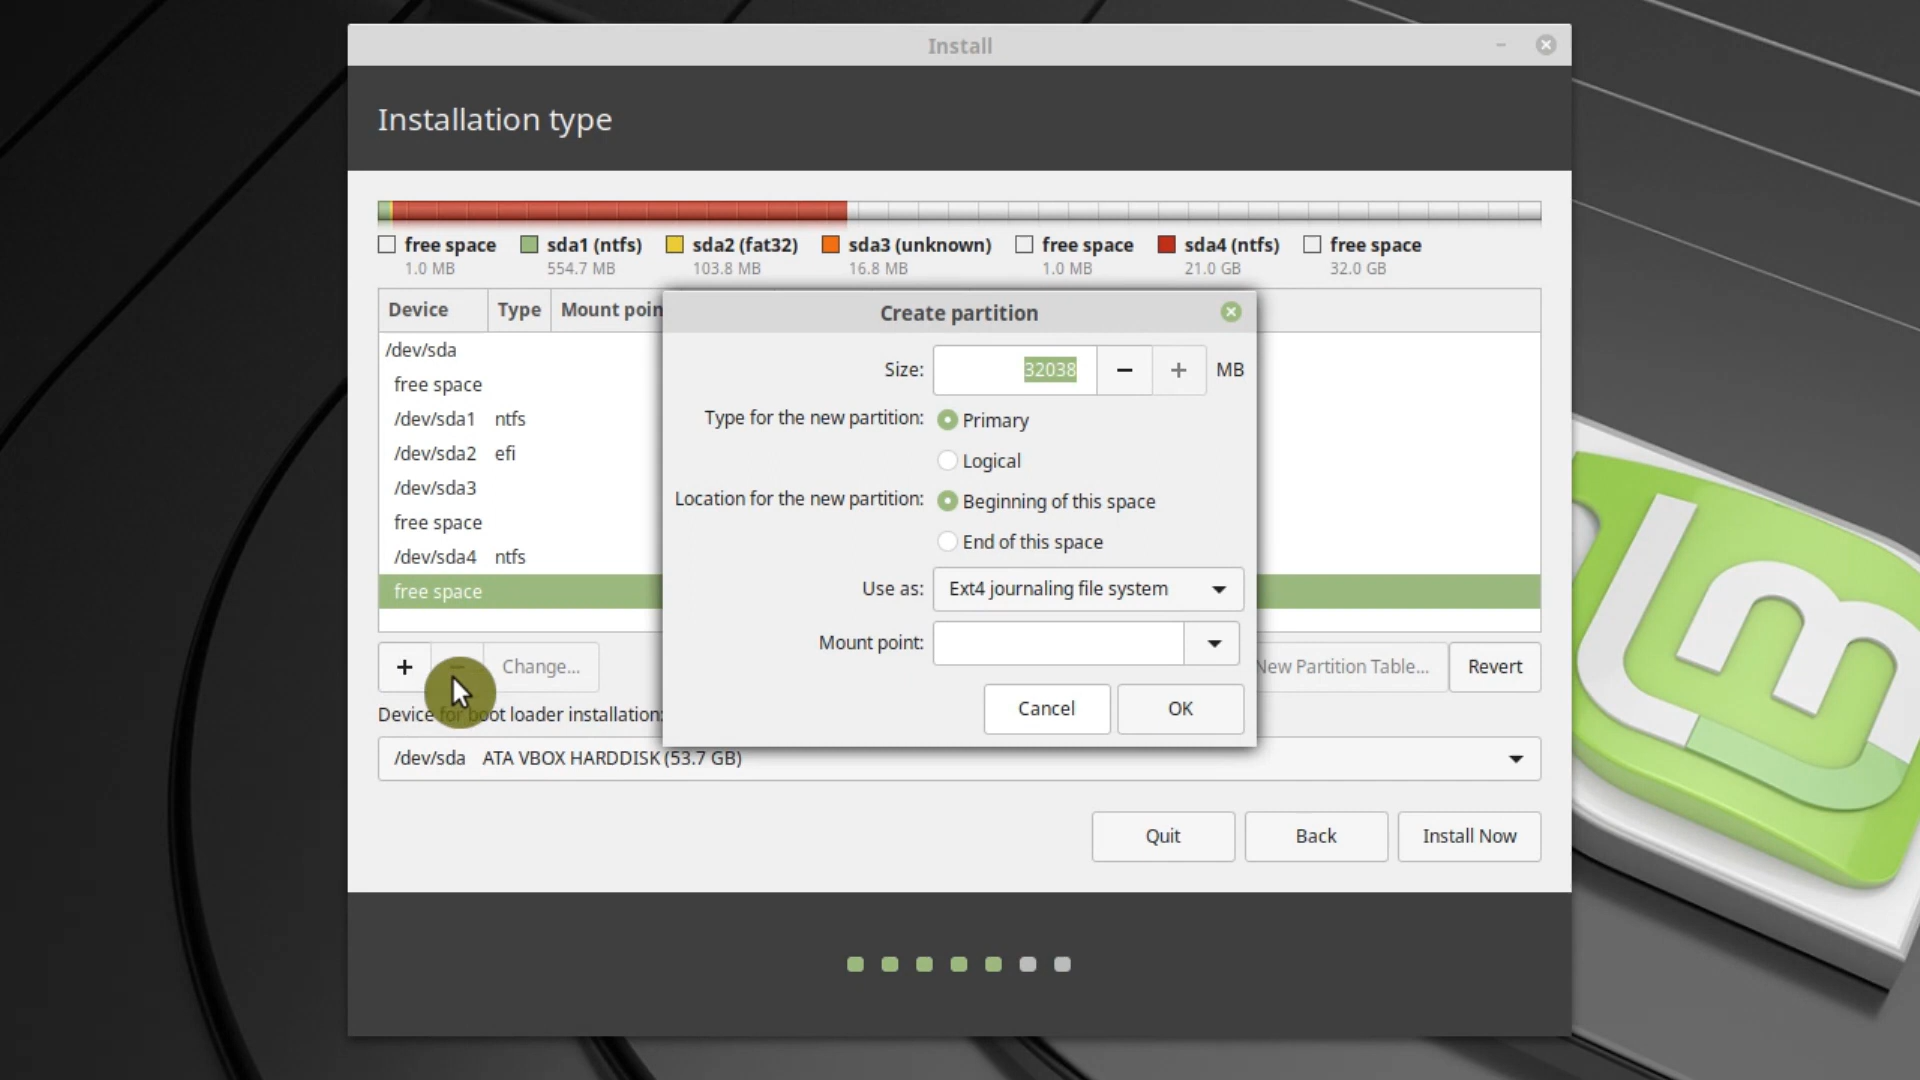 Install
Installation type
free space sda1 (ntfs) sda2 (fat32) sda3 (unknown) free space sda4 (ntfs) free space
1.0 MB 554.7 MB 103.8 MB 16.8 MB 1.0 MB 21.0 GB 32.0 GB
Device Type Mount poin
/dev/sda
free space
/dev/sda1 ntfs
/dev/sda2 efi
/dev/sda3
free space
/dev/sda4 ntfs
free space
Create partition
Size: 32038 − + MB
Type for the new partition: Primary
Logical
Location for the new partition: Beginning of this space
End of this space
Use as: Ext4 journaling file system
Mount point:
Cancel OK
+ − Change... New Partition Table... Revert
Device for boot loader installation:
/dev/sda ATA VBOX HARDDISK (53.7 GB)
Quit Back Install Now